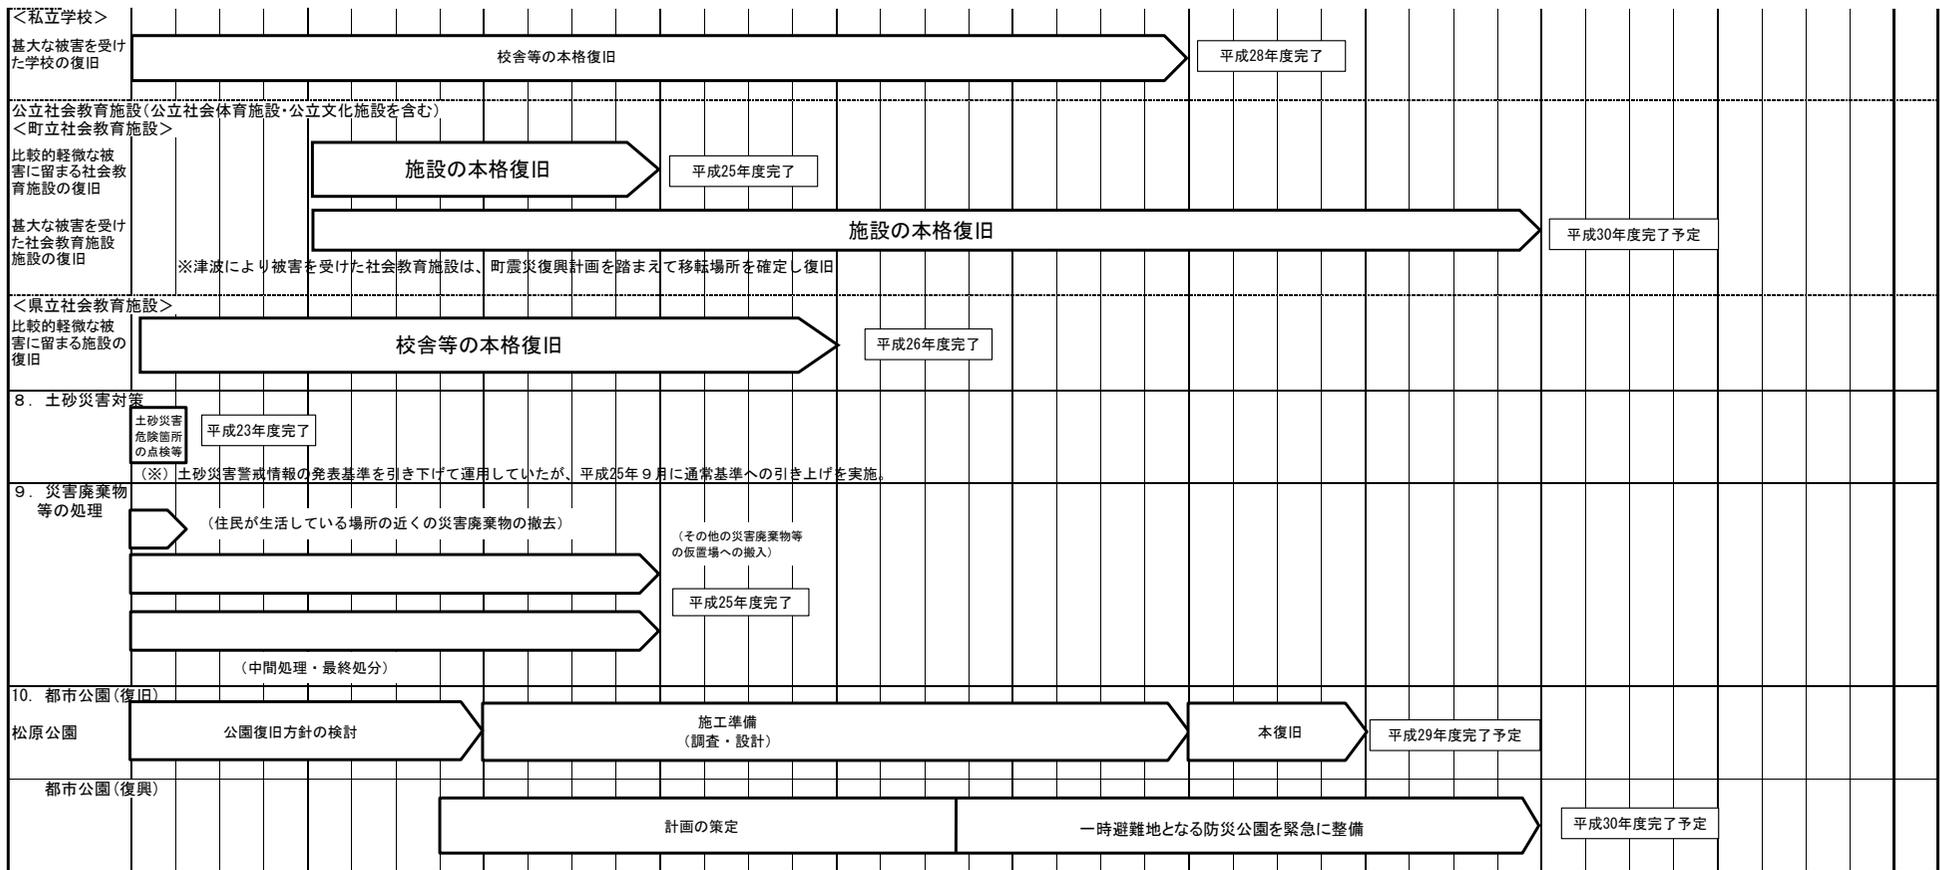 ＜私立学校＞
甚大な被害を受け
た学校の復旧
校舎等の本格復旧
平成28年度完了
公立社会教育施設（公立社会体育施設・公立文化施設を含む）
＜町立社会教育施設＞
比較的軽微な被
害に留まる社会教
育施設の復旧
施設の本格復旧
平成25年度完了
甚大な被害を受け
た社会教育施設
施設の復旧
施設の本格復旧
平成30年度完了予定
※津波により被害を受けた社会教育施設は、町震災復興計画を踏まえて移転場所を確定し復旧
＜県立社会教育施設＞
比較的軽微な被
害に留まる施設の
復旧
校舎等の本格復旧
平成26年度完了
８．土砂災害対策
土砂災害
危険箇所
の点検等
平成23年度完了
（※）土砂災害警戒情報の発表基準を引き下げて運用していたが、平成25年９月に通常基準への引き上げを実施。
９．災害廃棄物
等の処理
（住民が生活している場所の近くの災害廃棄物の撤去）
（その他の災害廃棄物等
の仮置場への搬入）
平成25年度完了
（中間処理・最終処分）
10．都市公園（復旧）
松原公園
公園復旧方針の検討
施工準備
（調査・設計）
本復旧
平成29年度完了予定
都市公園（復興）
計画の策定
一時避難地となる防災公園を緊急に整備
平成30年度完了予定